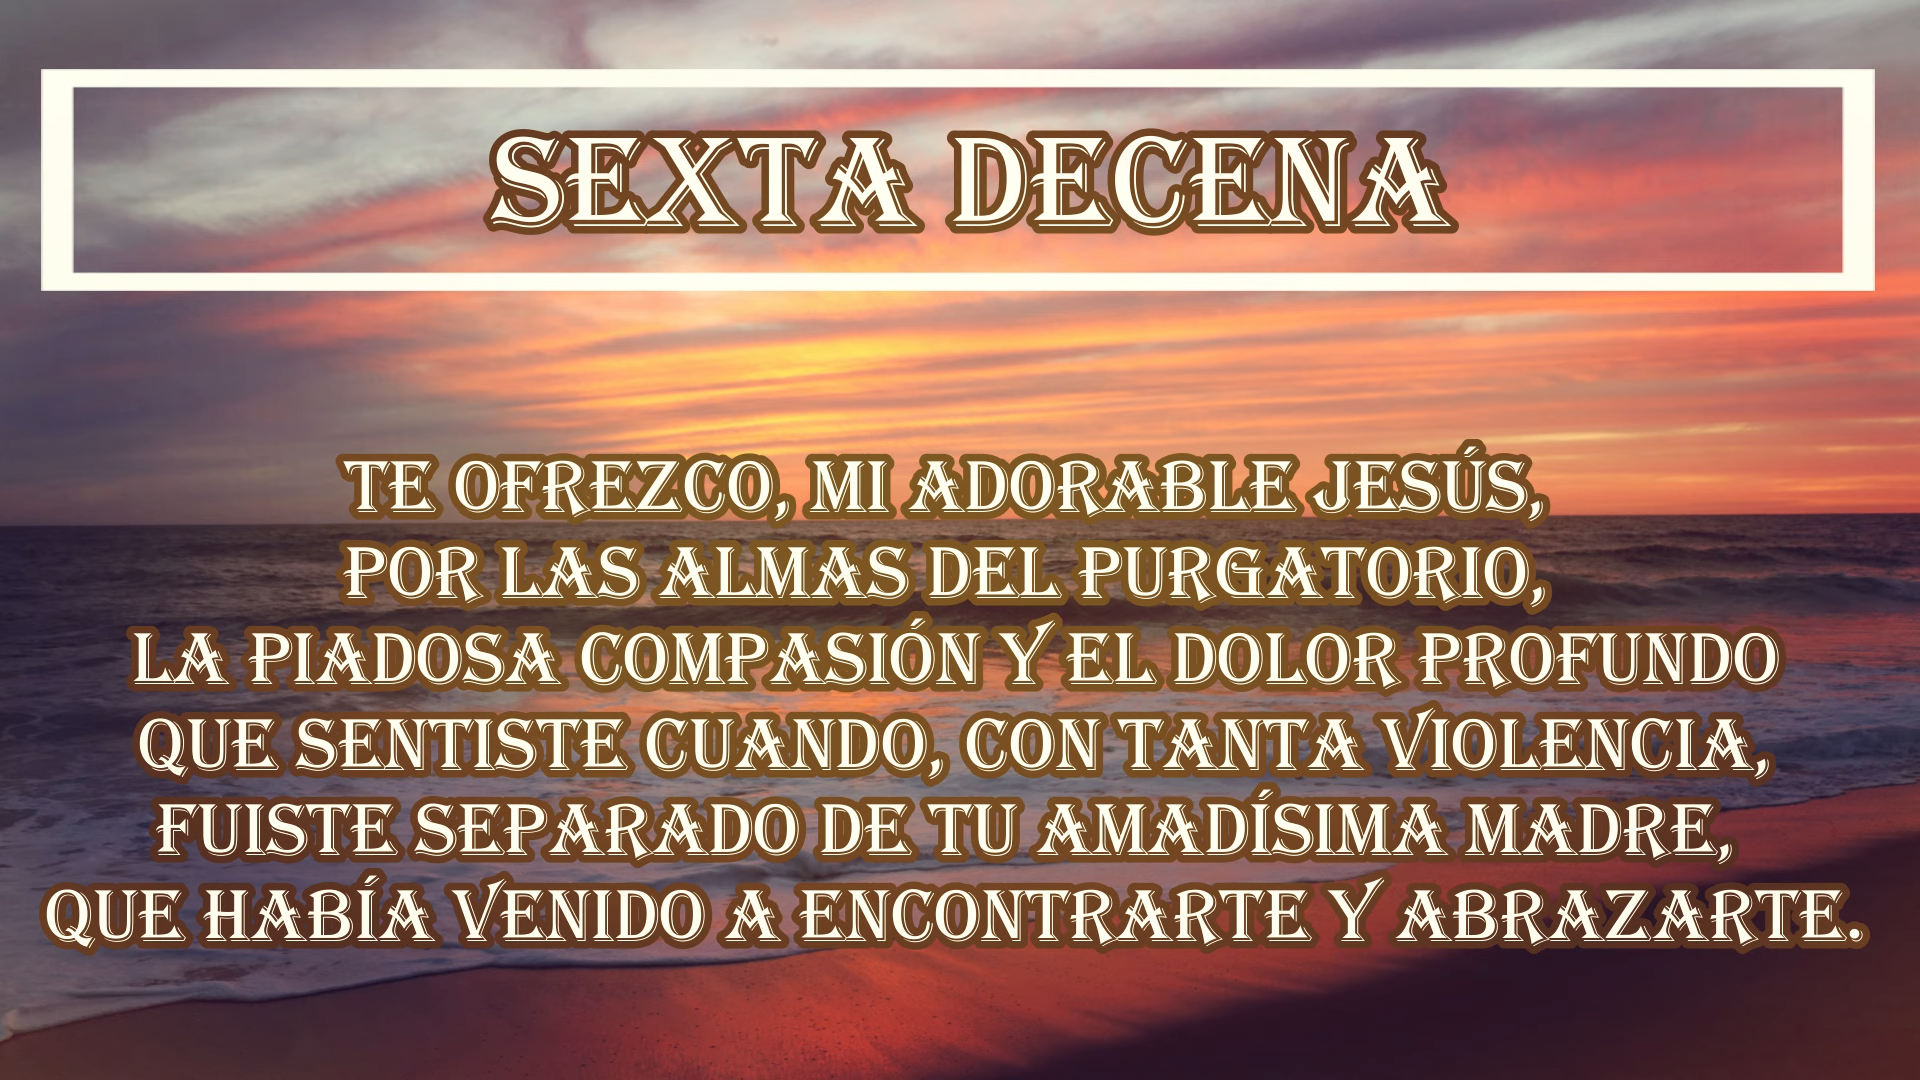 SEXTA DECENA
TE OFREZCO, MI ADORABLE JESÚS,
POR LAS ALMAS DEL PURGATORIO,
LA PIADOSA COMPASIÓN Y EL DOLOR PROFUNDO
QUE SENTISTE CUANDO, CON TANTA VIOLENCIA,
FUISTE SEPARADO DE TU AMADÍSIMA MADRE,
QUE HABÍA VENIDO A ENCONTRARTE Y ABRAZARTE.